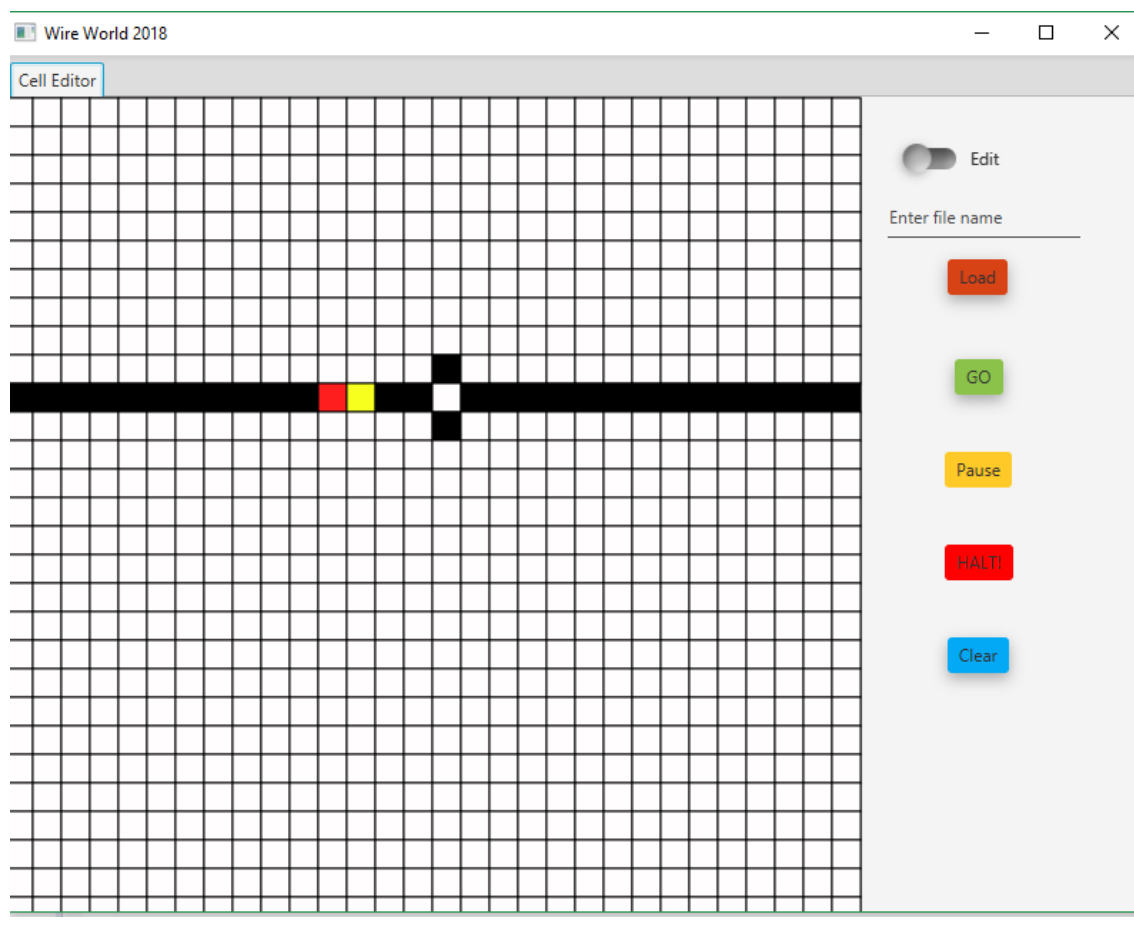 Wire World 2018
Cell Editor
Edit
Enter file name
Load
GO
Pause
HALT!
Clear